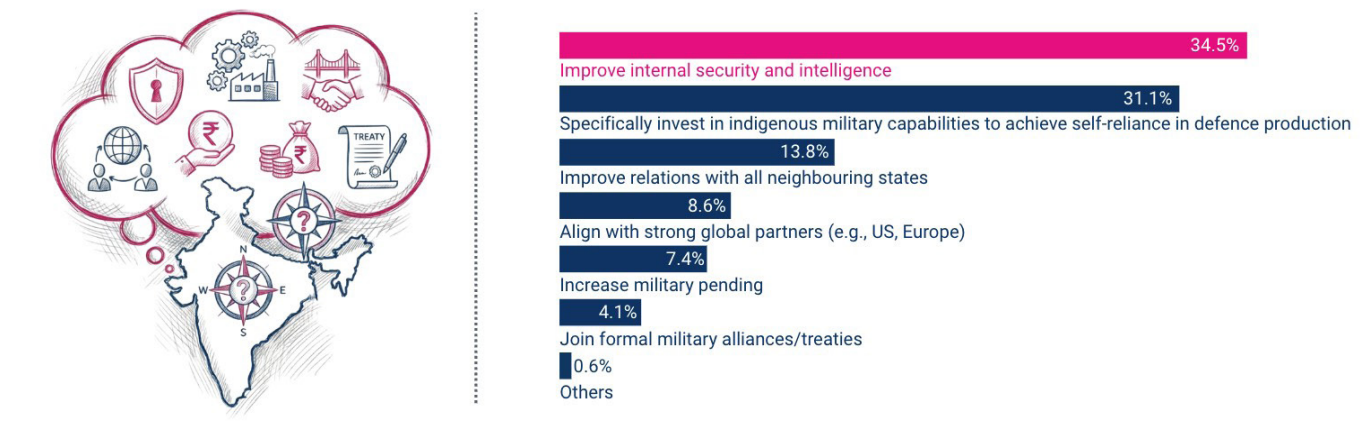 TREATY
₹
₹
N
W
E
S
?
?
34.5%
Improve internal security and intelligence
31.1%
Specifically invest in indigenous military capabilities to achieve self-reliance in defence production
13.8%
Improve relations with all neighbouring states
8.6%
Align with strong global partners (e.g., US, Europe)
7.4%
Increase military pending
4.1%
Join formal military alliances/treaties
0.6%
Others